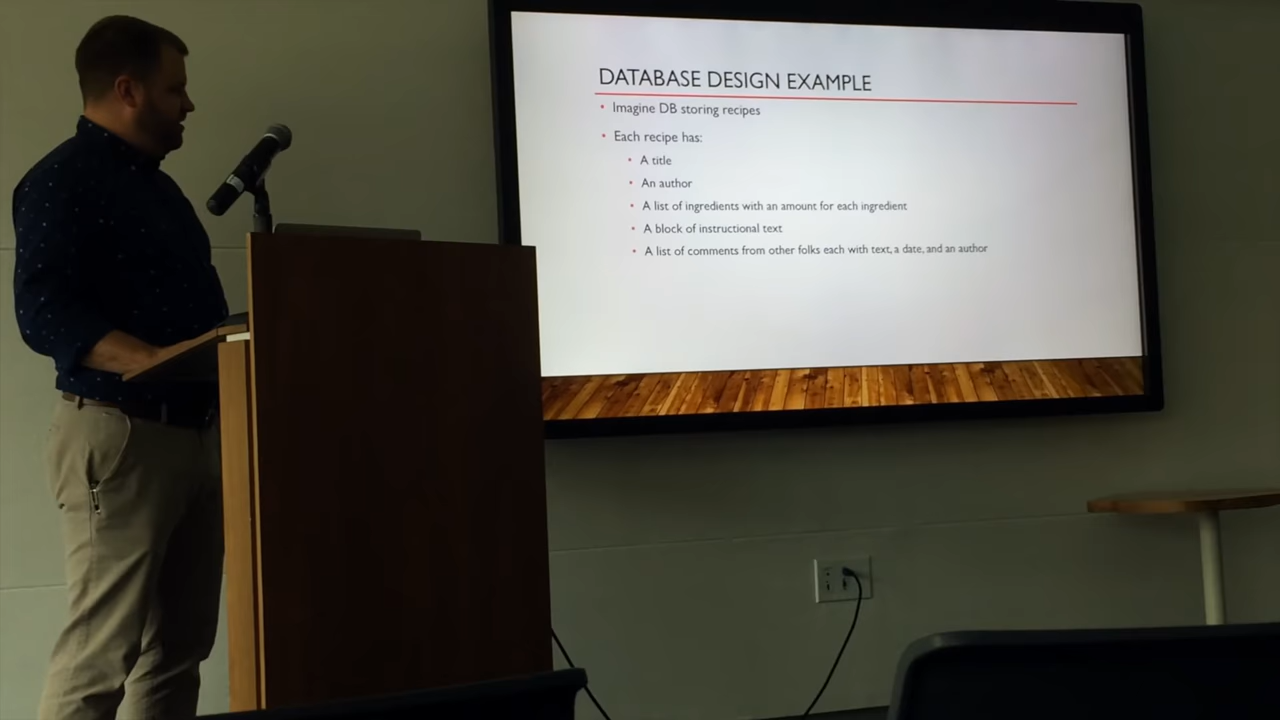 DATABASE DESIGN EXAMPLE
• Imagine DB storing recipes
• Each recipe has:
• A title
• An author
• A list of ingredients with an amount for each ingredient
• A block of instructional text
• A list of comments from other folks each with text, a date, and an author